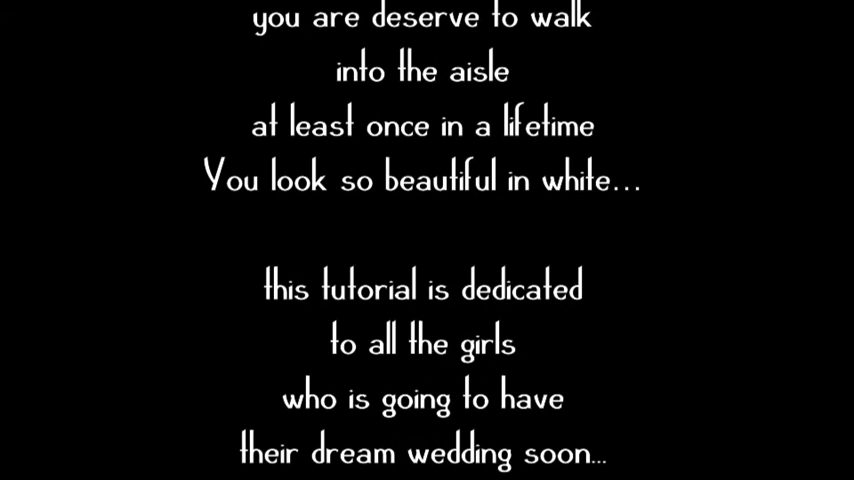 you are deserve to walk
into the aisle
at least once in a lifetime
You look so beautiful in white...
this tutorial is dedicated
to all the girls
who is going to have
their dream wedding soon...